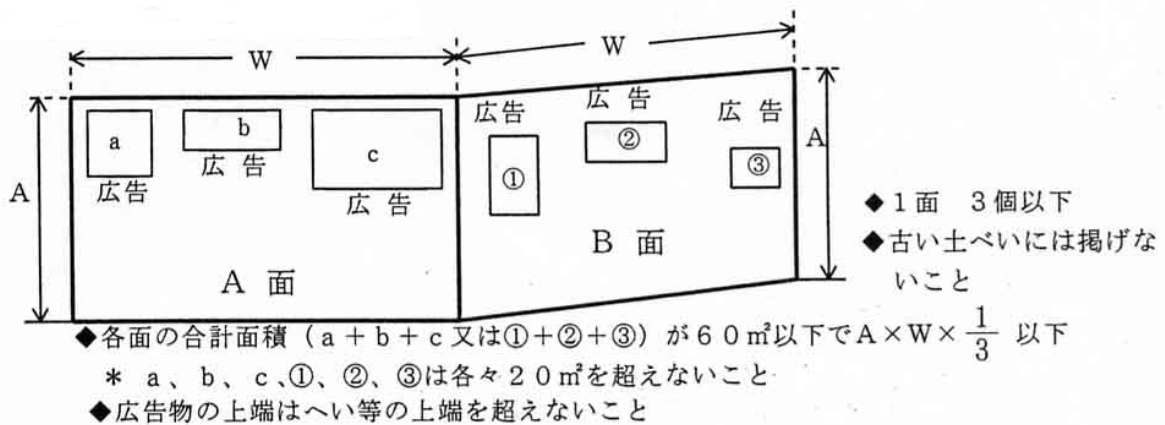 W
W
A
a
広告
b
広 告
c
広 告
A 面
広告
①
広 告
②
広 告
③
B 面
A
◆１面　３個以下
◆古い土べいには掲げな
いこと
◆各面の合計面積（ａ＋ｂ＋ｃ又は①＋②＋③）が６０㎡以下でＡ×Ｗ×1/3 以下
＊ ａ、ｂ、ｃ、①、②、③は各々２０㎡を超えないこと
◆広告物の上端はへい等の上端を超えないこと